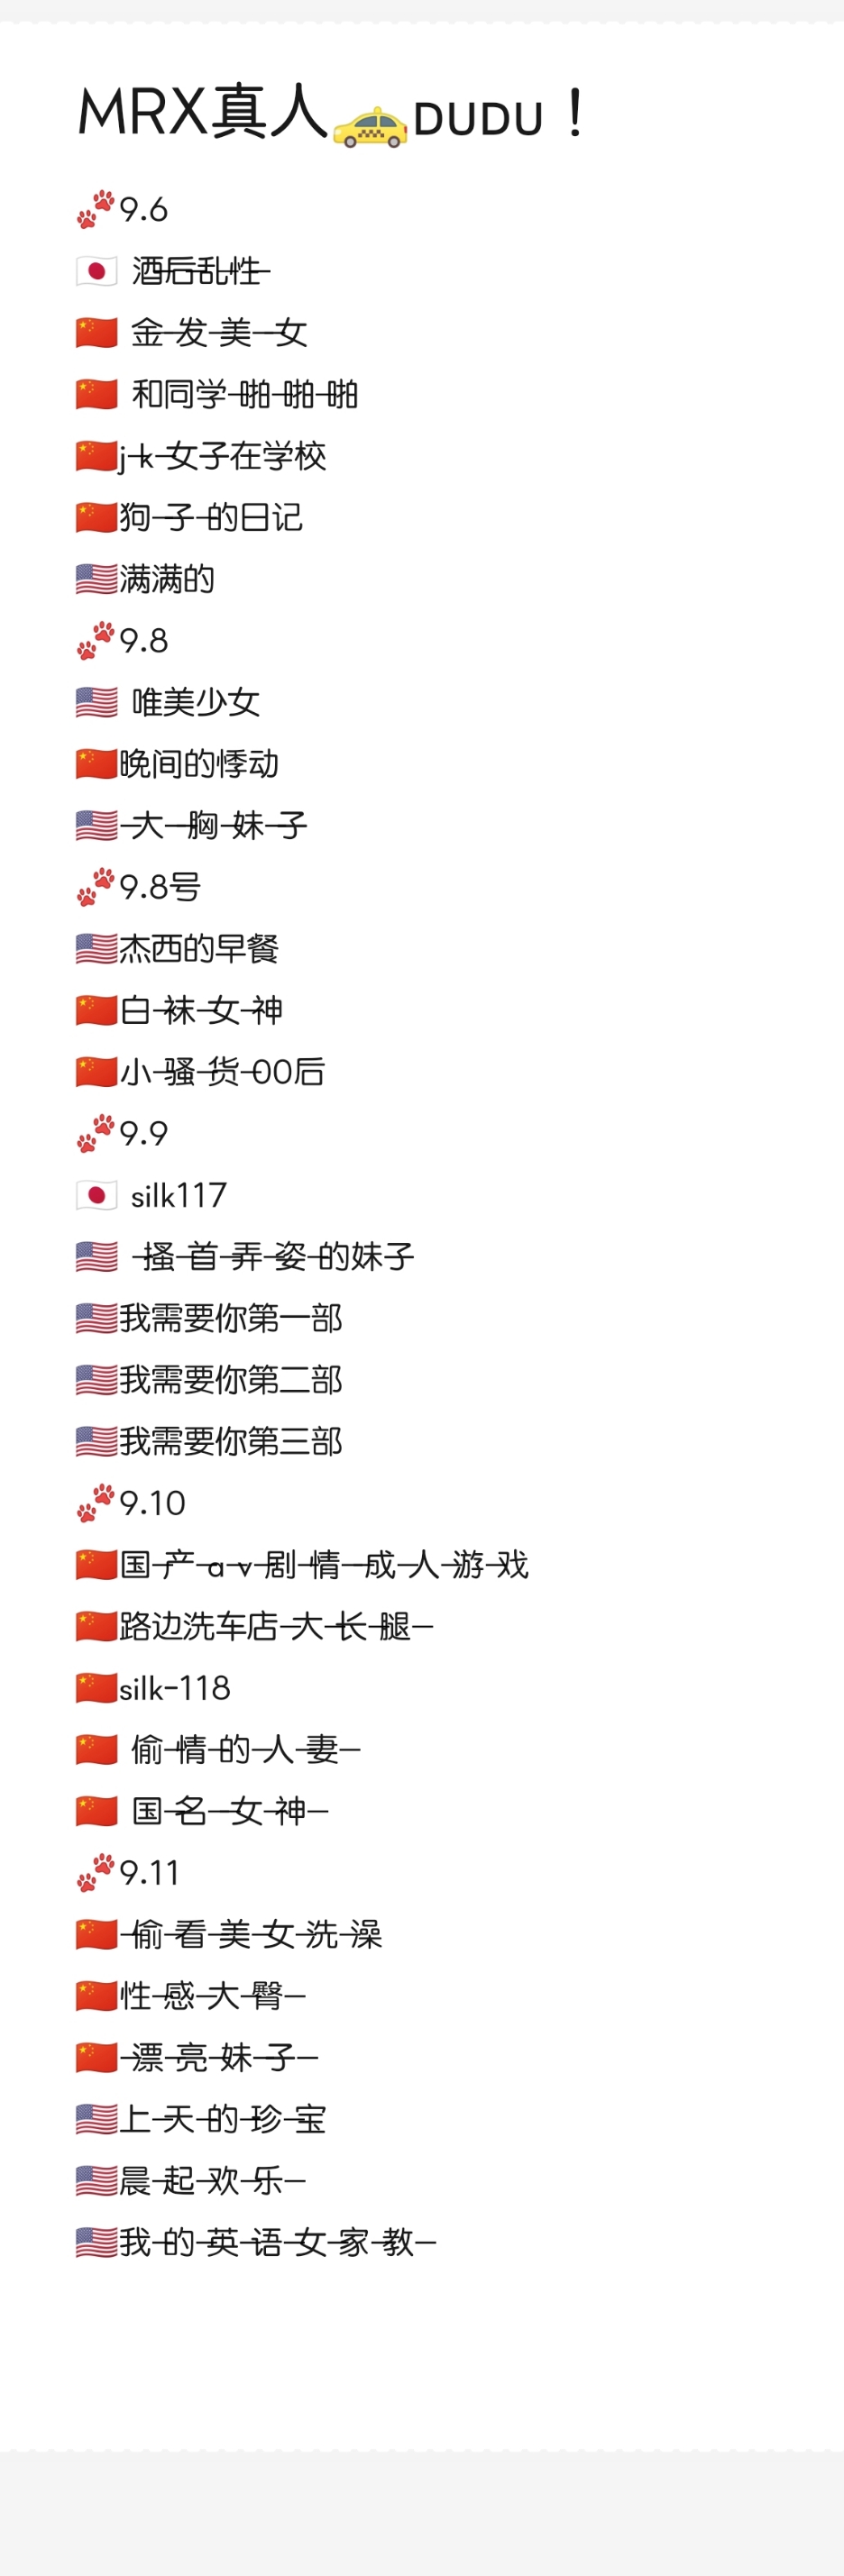 MRX真人🚕DUDU！
🐾9.6
🇯🇵 酒后乱性
🇨🇳 金发美女
🇨🇳 和同学啪啪啪
🇨🇳jk女子在学校
🇨🇳狗子的日记
🇺🇸满满的
🐾9.8
🇺🇸 唯美少女
🇨🇳晚间的悸动
🇺🇸大胸妹子
🐾9.8号
🇺🇸杰西的早餐
🇨🇳白袜女神
🇨🇳小骚货00后
🐾9.9
🇯🇵 silk117
🇺🇸 搔首弄姿的妹子
🇺🇸我需要你第一部
🇺🇸我需要你第二部
🇺🇸我需要你第三部
🐾9.10
🇨🇳国产av剧情成人游戏
🇨🇳路边洗车店大长腿
🇨🇳silk-118
🇨🇳 偷情的人妻
🇨🇳 国名女神
🐾9.11
🇨🇳偷看美女洗澡
🇨🇳性感大臀
🇨🇳漂亮妹子
🇺🇸上天的珍宝
🇺🇸晨起欢乐
🇺🇸我的英语女家教